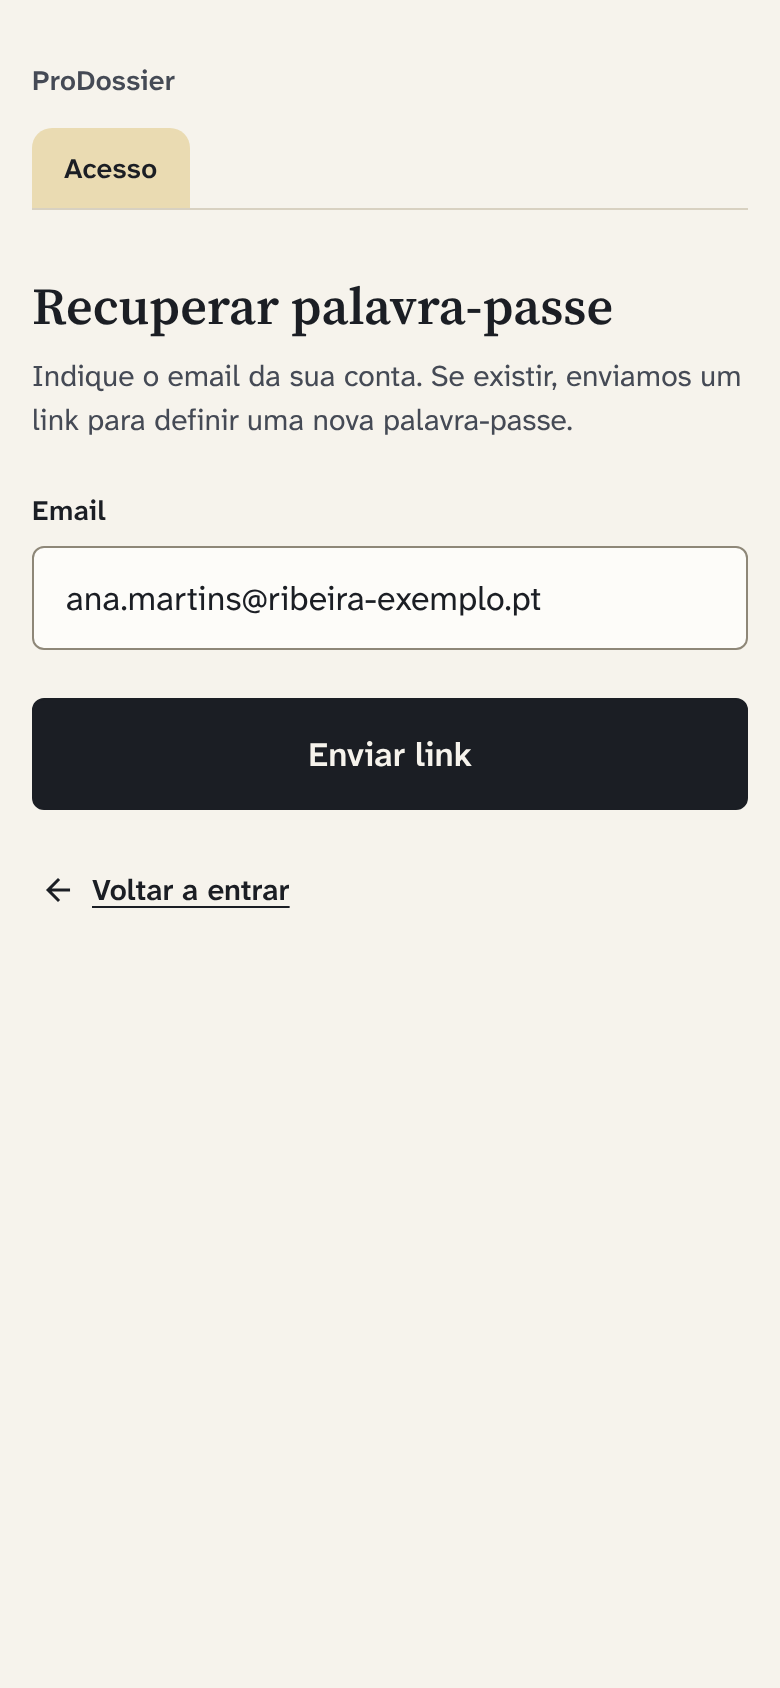 ProDossier
Acesso
Recuperar palavra-passe
Indique o email da sua conta. Se existir, enviamos um
link para definir uma nova palavra-passe.
Email
ana.martins@ribeira-exemplo.pt
Enviar link
← Voltar a entrar